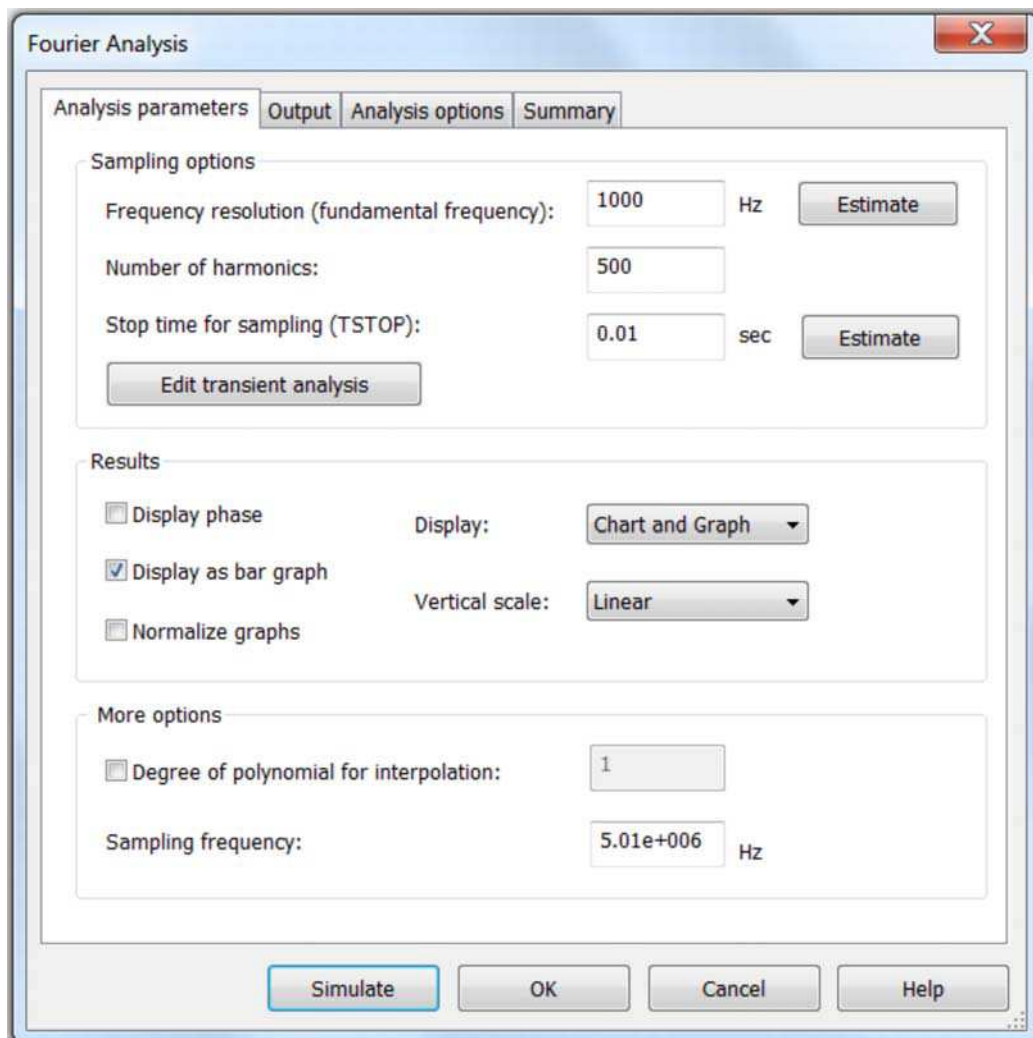 Fourier Analysis
Analysis parameters Output Analysis options Summary
Sampling options
Frequency resolution (fundamental frequency): 1000 Hz Estimate
Number of harmonics: 500
Stop time for sampling (TSTOP): 0.01 sec Estimate
Edit transient analysis
Results
Display phase Display: Chart and Graph
Display as bar graph
Vertical scale: Linear
Normalize graphs
More options
Degree of polynomial for interpolation: 1
Sampling frequency: 5.01e+006 Hz
Simulate OK Cancel Help